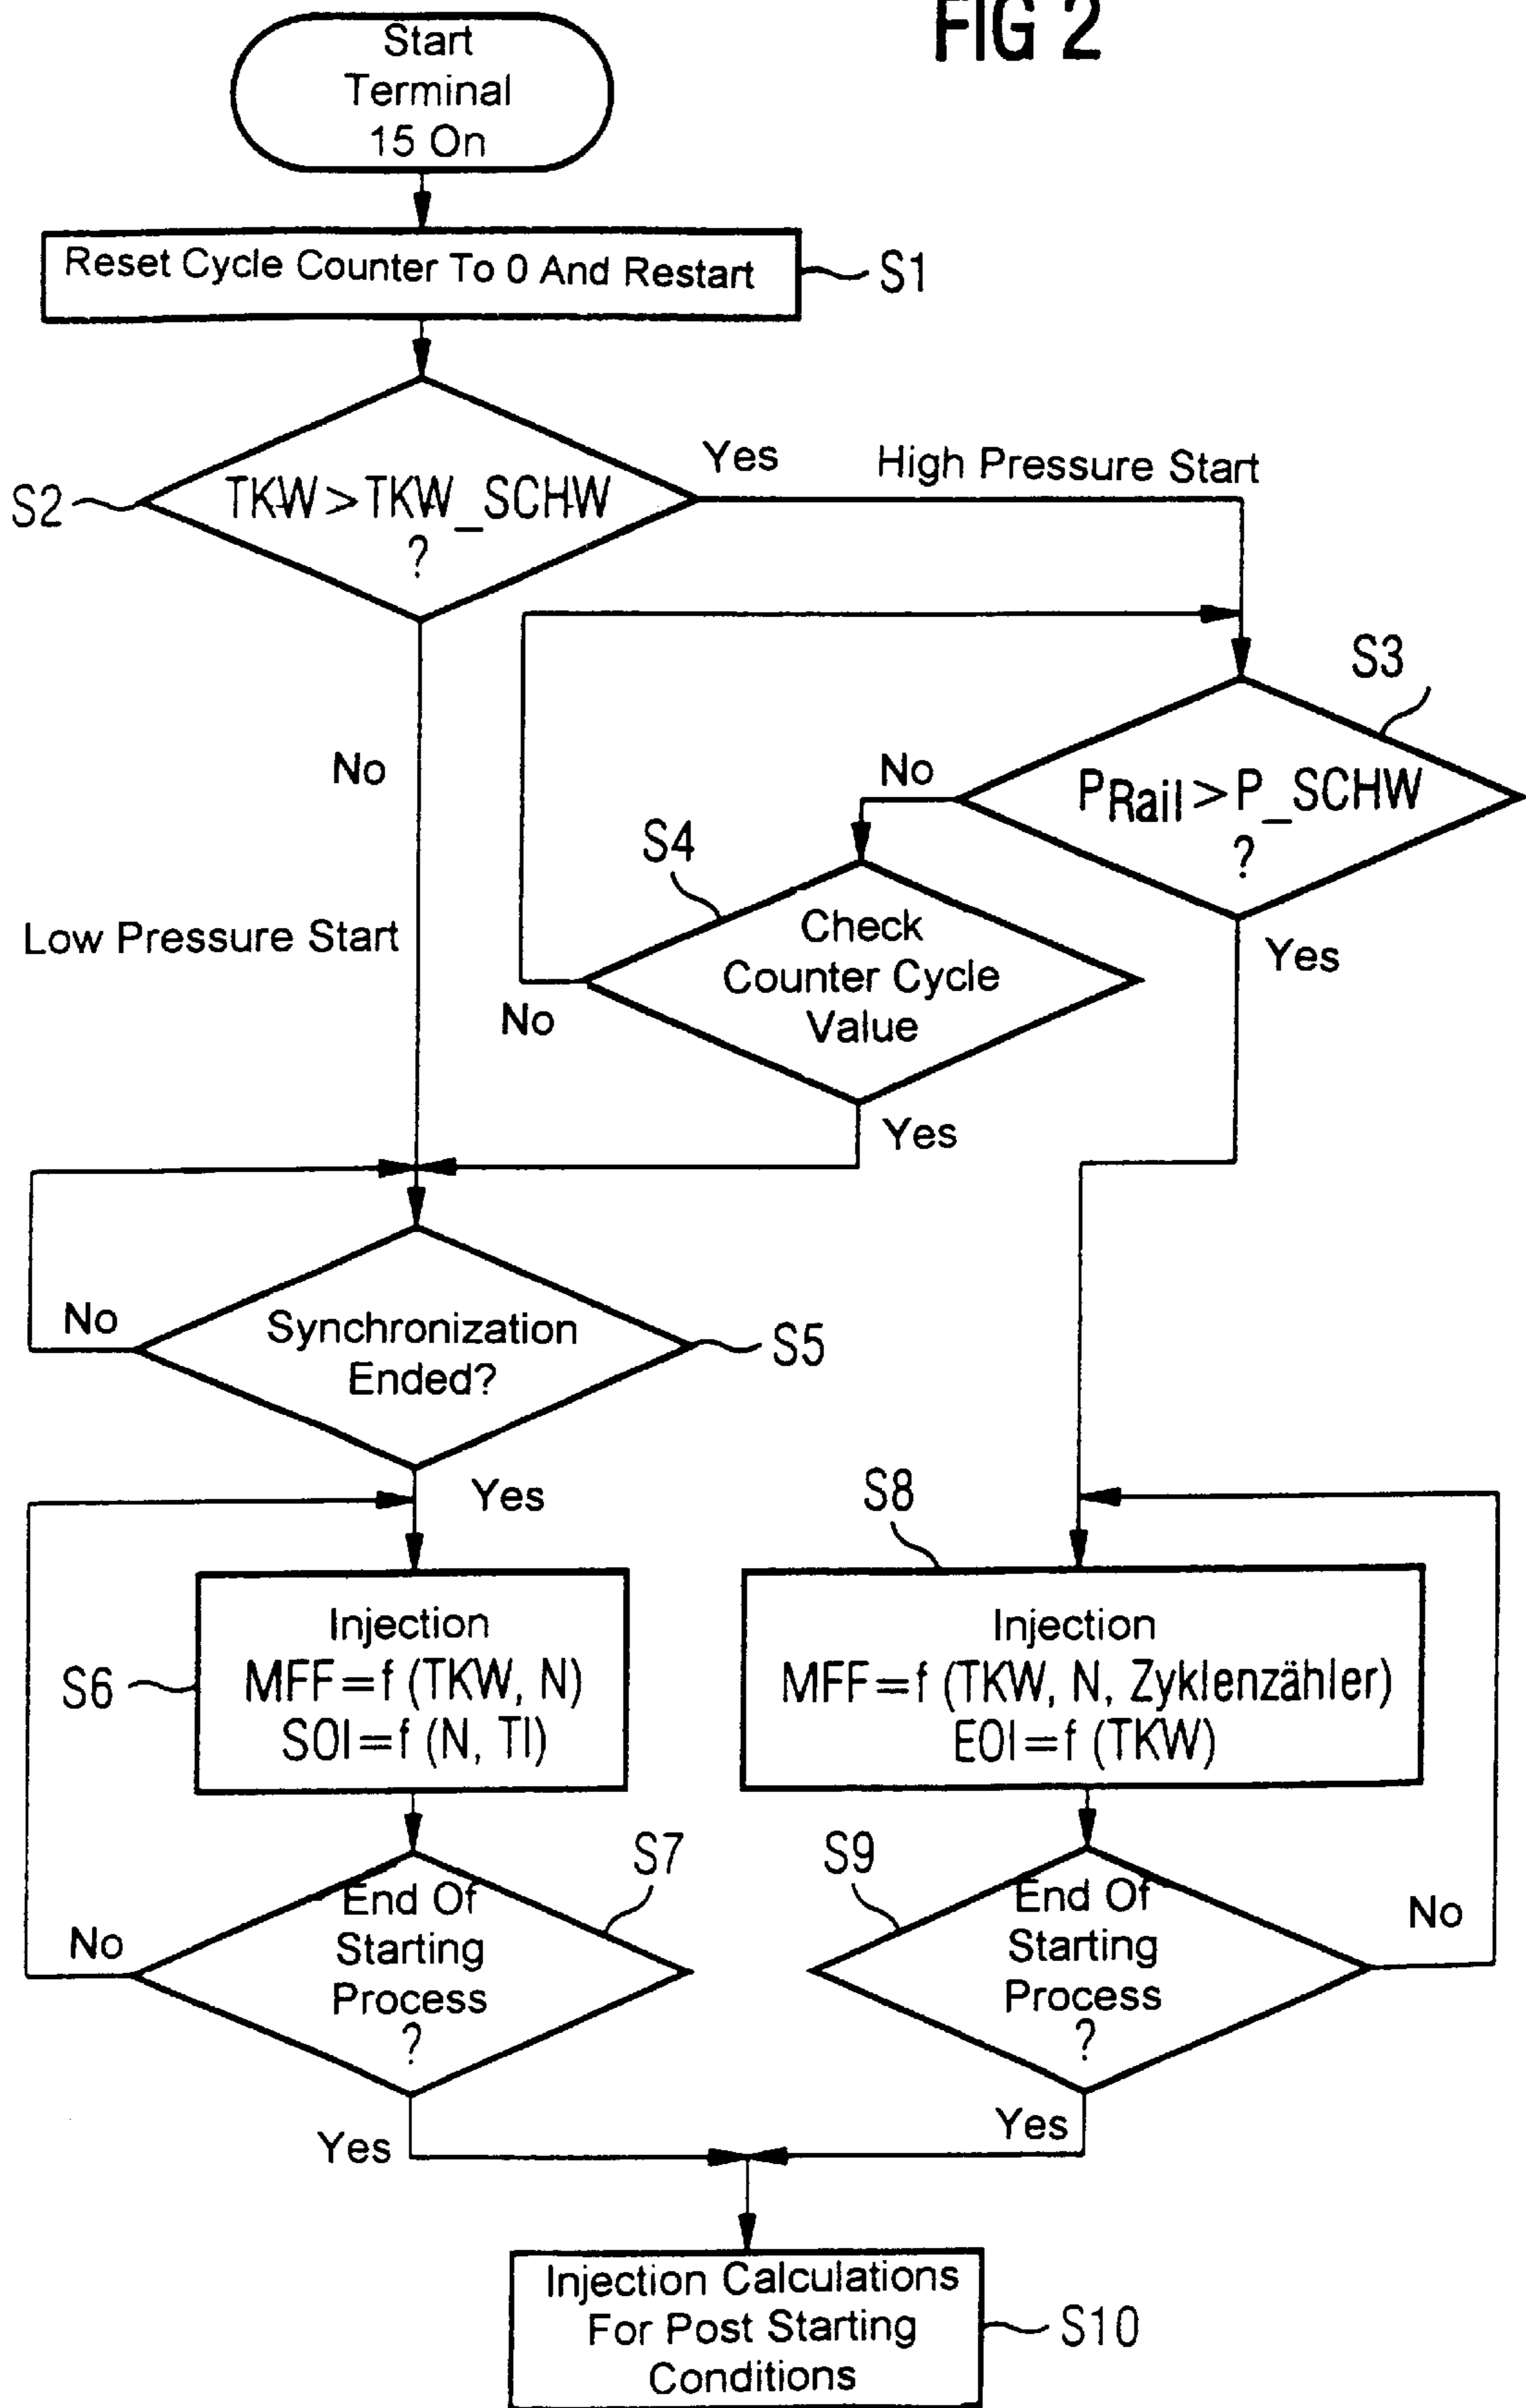 FIG 2
Start
Terminal
15 On
Reset Cycle Counter To 0 And Restart
S1
S2
TKW > TKW_SCHW
?
Yes
High Pressure Start
No
Low Pressure Start
S3
PRail > P_SCHW
?
No
Yes
S4
Check
Counter Cycle
Value
No
Yes
Synchronization
Ended?
S5
No
Yes
S6
Injection
MFF=f (TKW, N)
SOI=f (N, TI)
S8
Injection
MFF=f (TKW, N, Zyklenzähler)
EOI=f (TKW)
S7
End Of
Starting
Process
?
No
Yes
S9
End Of
Starting
Process
?
No
Yes
Injection Calculations
For Post Starting
Conditions
S10